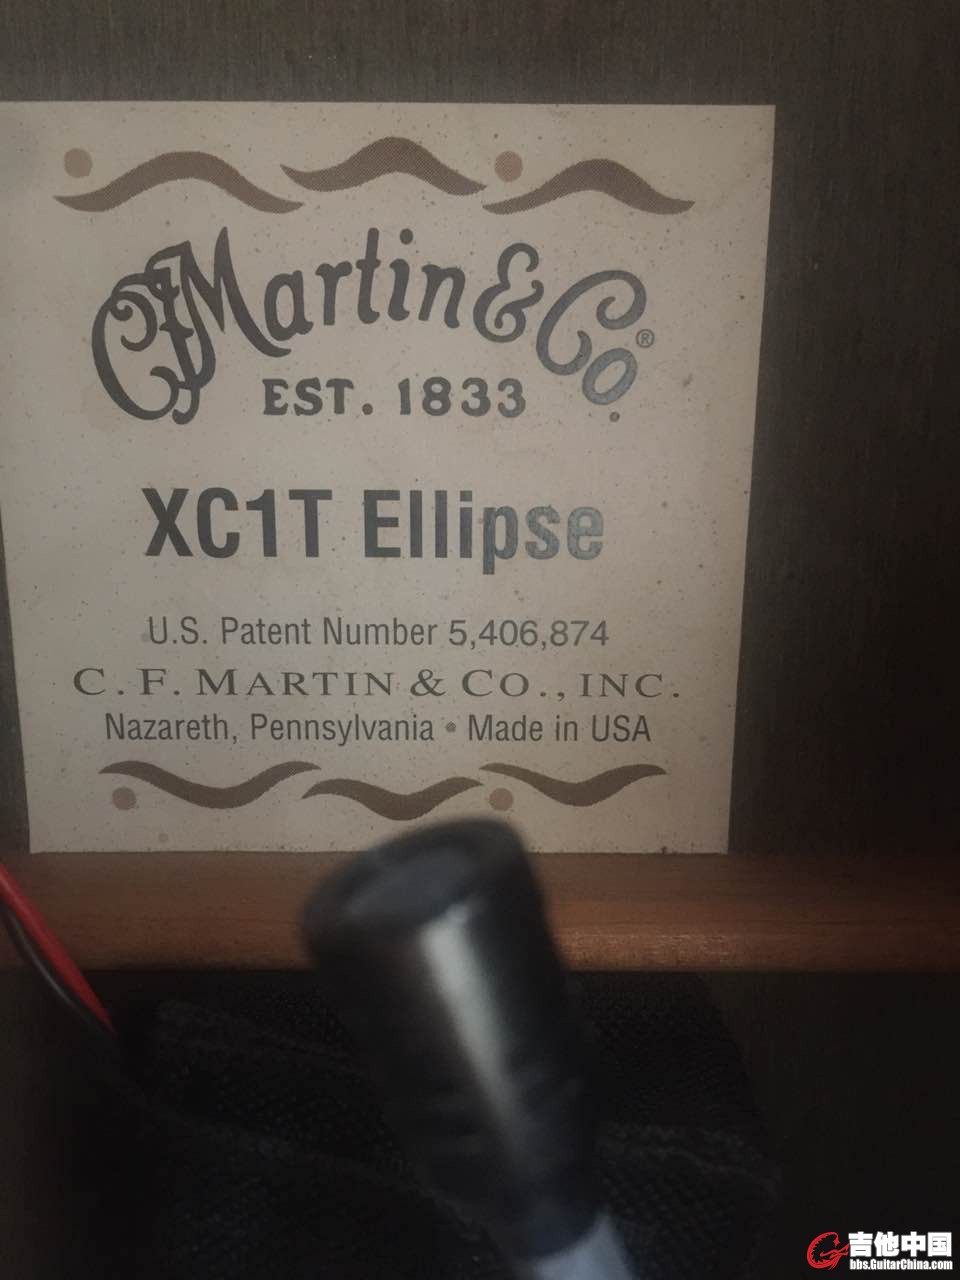 CFMartin & Co®
EST. 1833
XC1T Ellipse
U.S. Patent Number 5,406,874
C. F. MARTIN & CO., INC.
Nazareth, Pennsylvania • Made in USA
吉他中国
bbs.GuitarChina.com